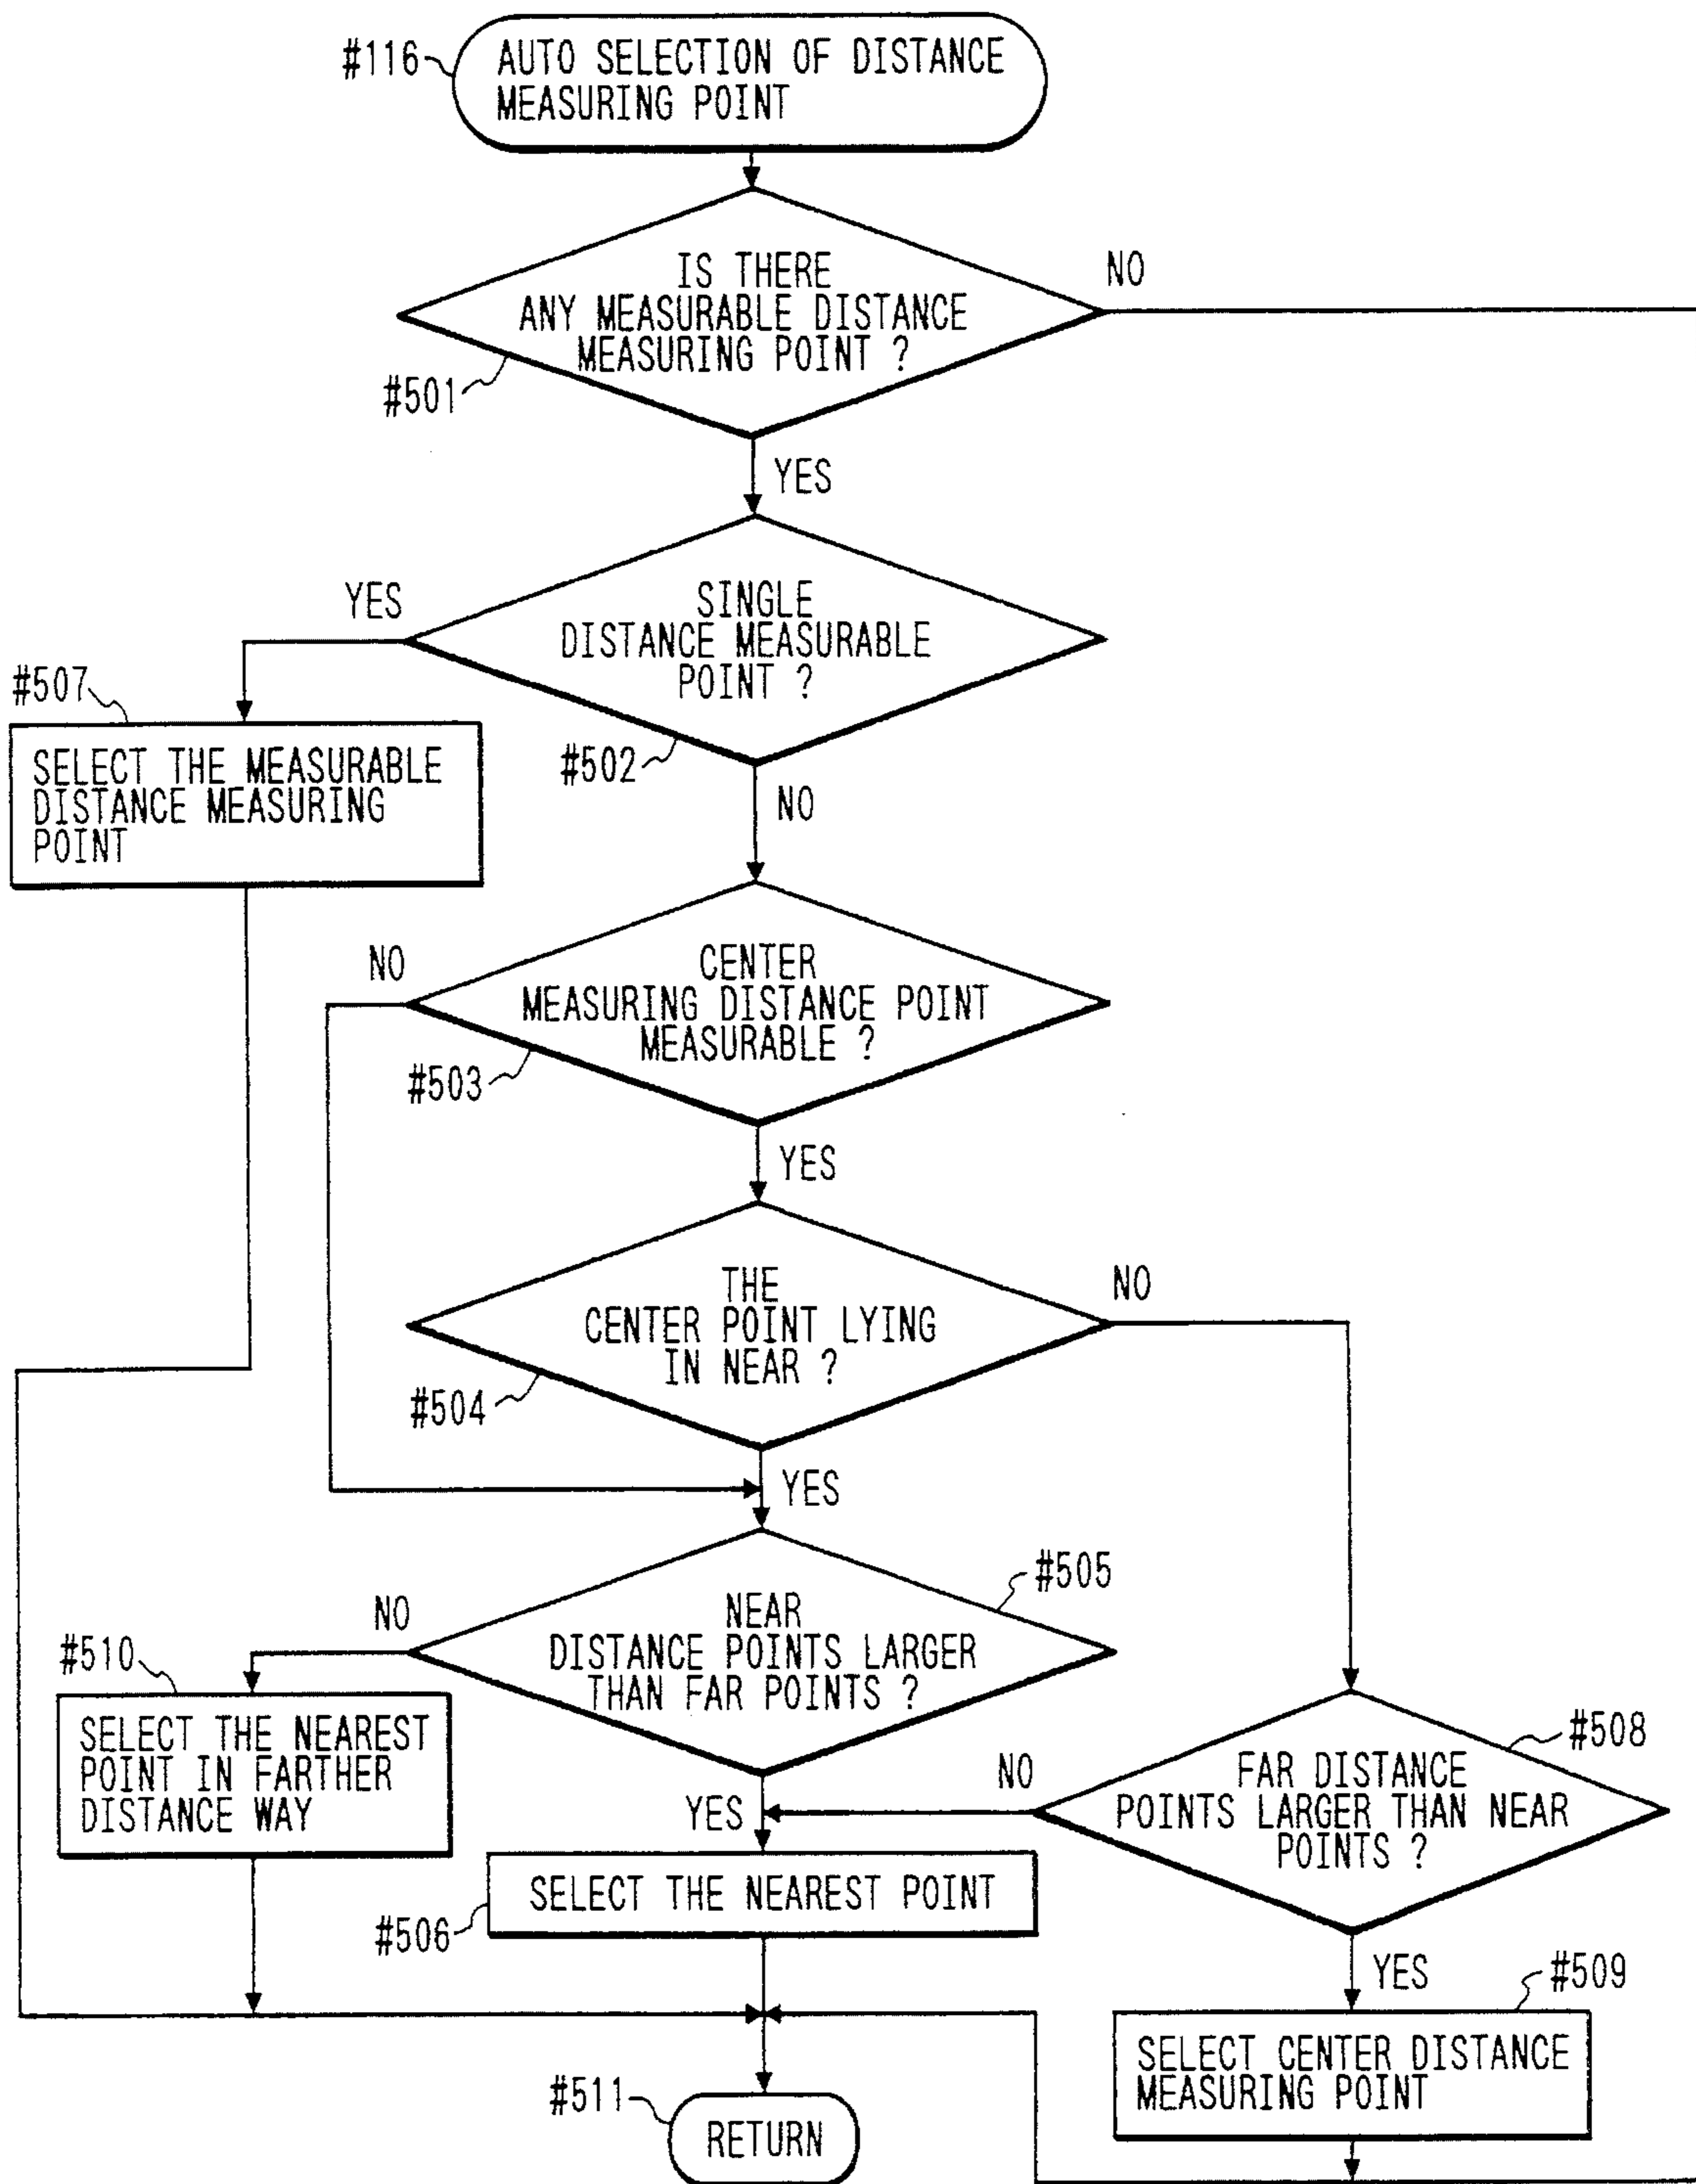 #116
AUTO SELECTION OF DISTANCE
MEASURING POINT
IS THERE
ANY MEASURABLE DISTANCE
MEASURING POINT ?
NO
#501
YES
YES
SINGLE
DISTANCE MEASURABLE
POINT ?
#507
#502
SELECT THE MEASURABLE
DISTANCE MEASURING
POINT
NO
NO
CENTER
MEASURING DISTANCE POINT
MEASURABLE ?
#503
YES
THE
CENTER POINT LYING
IN NEAR ?
NO
#504
YES
#505
NO
NEAR
DISTANCE POINTS LARGER
THAN FAR POINTS ?
#510
SELECT THE NEAREST
POINT IN FARTHER
DISTANCE WAY
#508
NO
FAR DISTANCE
POINTS LARGER THAN NEAR
POINTS ?
YES
SELECT THE NEAREST POINT
#506
YES
#509
SELECT CENTER DISTANCE
MEASURING POINT
#511
RETURN